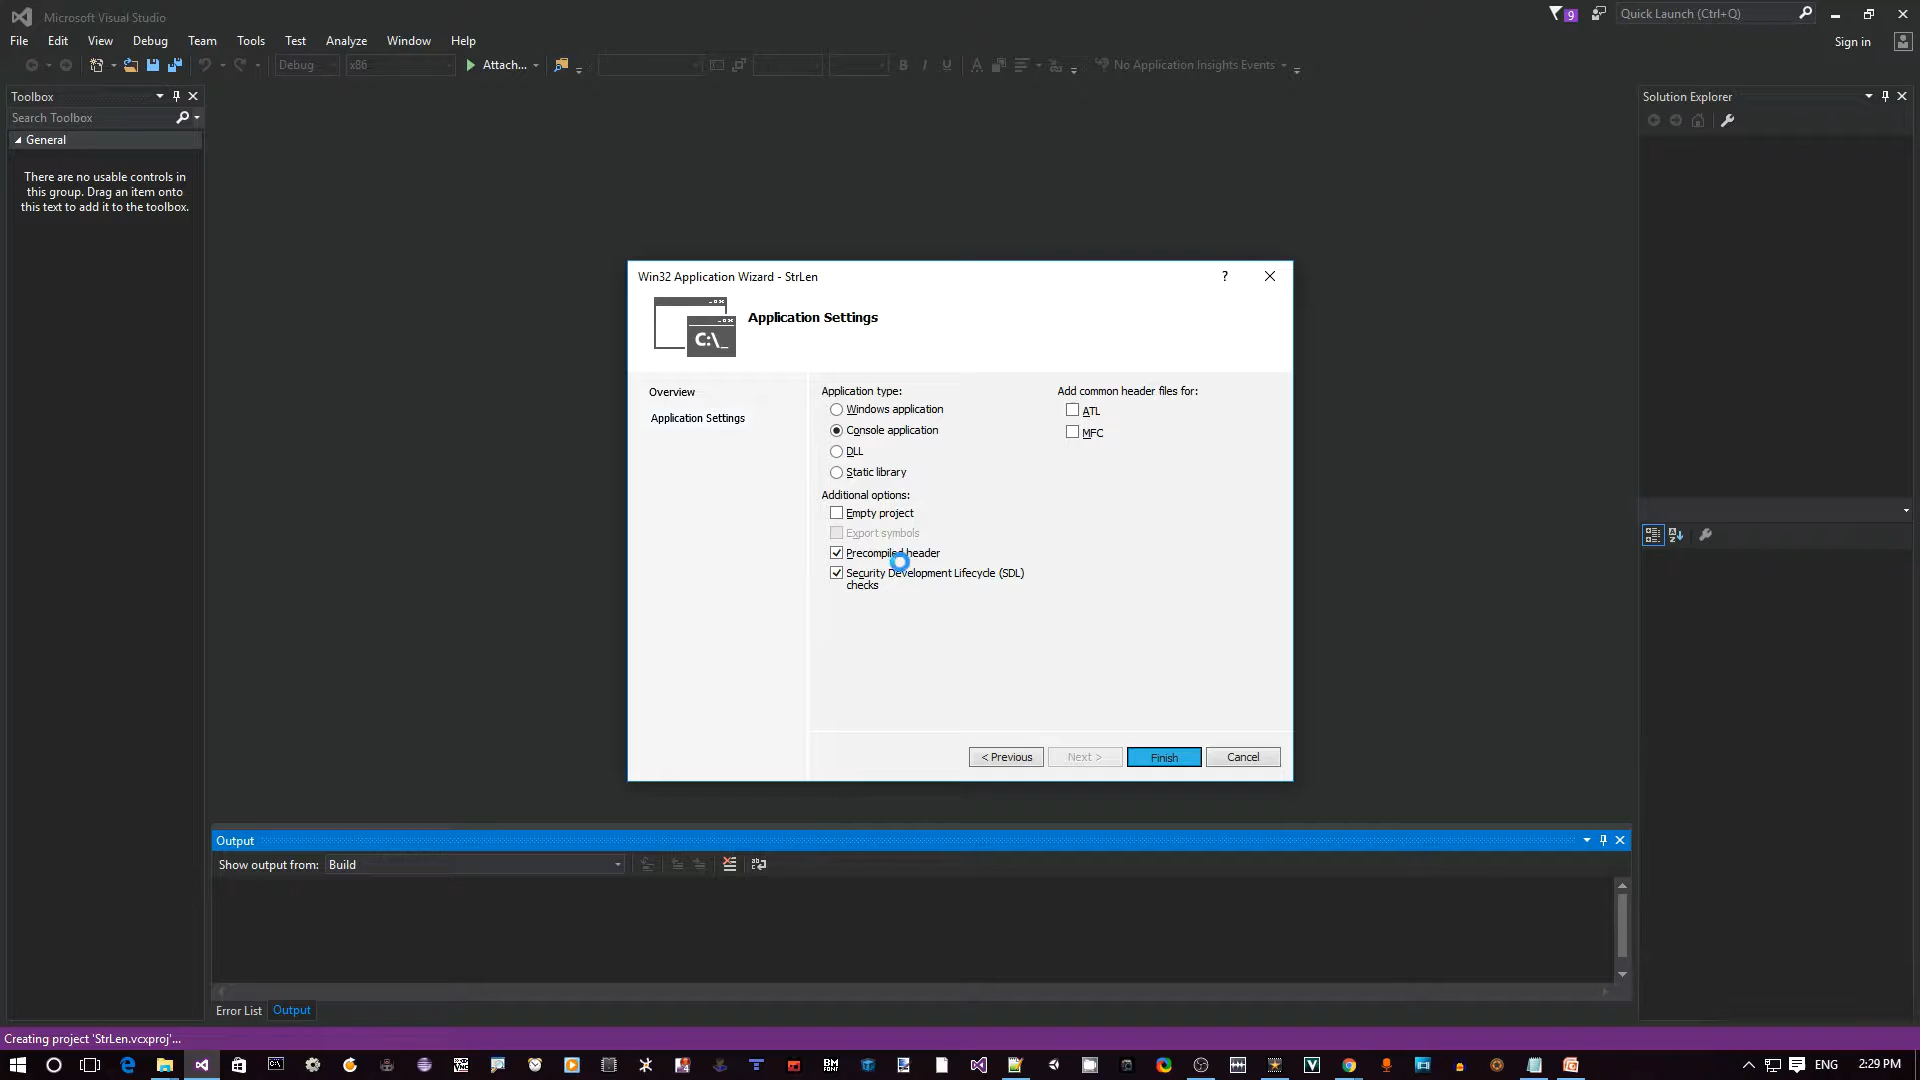 Microsoft Visual Studio
9
Quick Launch (Ctrl+Q)
File Edit View Debug Team Tools Test Analyze Window Help
Sign in
Debug x86 Attach... B I U A No Application Insights Events
Toolbox
Solution Explorer
Search Toolbox
General
There are no usable controls in
this group. Drag an item onto
this text to add it to the toolbox.
Win32 Application Wizard - StrLen
?
C:\_
Application Settings
Overview
Application Settings
Application type:
Windows application
Console application
DLL
Static library
Additional options:
Empty project
Export symbols
Precompiled header
Security Development Lifecycle (SDL)
checks
Add common header files for:
ATL
MFC
< Previous Next > Finish Cancel
Output
Show output from: Build
Error List Output
Creating project 'StrLen.vcxproj'...
ENG 2:29 PM